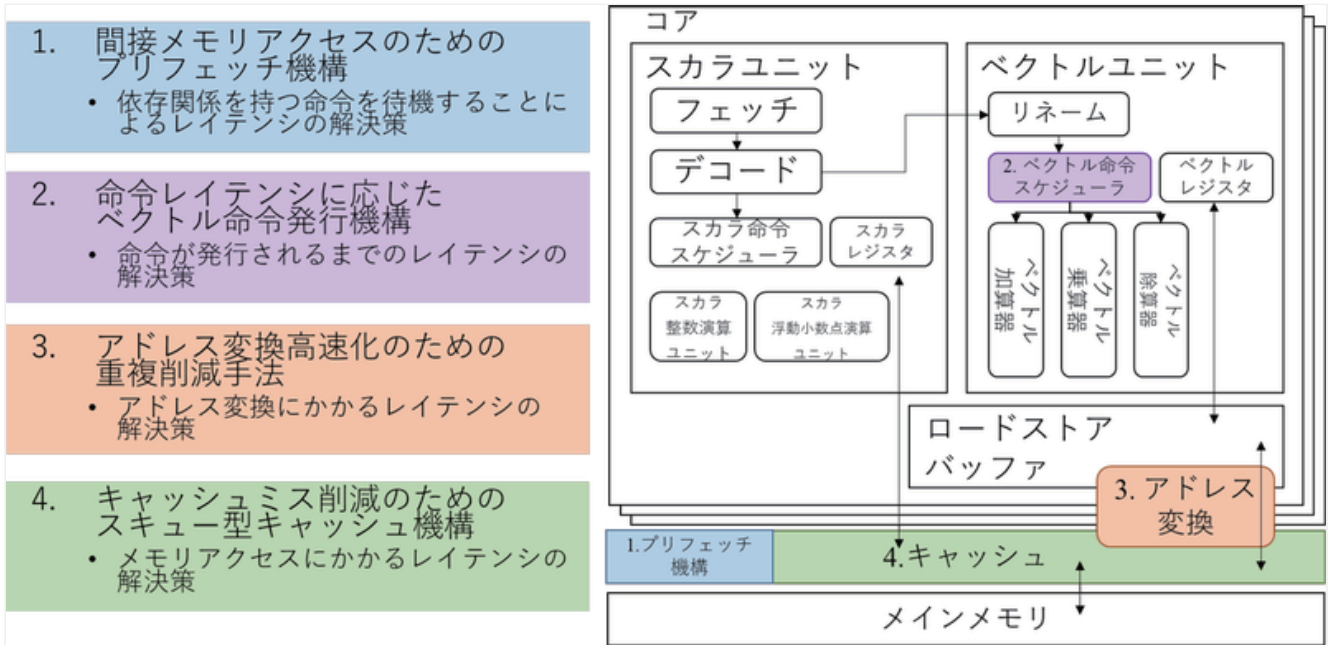 1. 間接メモリアクセスのための
プリフェッチ機構
• 依存関係を持つ命令を待機することに
よるレイテンシの解決策
2. 命令レイテンシに応じた
ベクトル命令発行機構
• 命令が発行されるまでのレイテンシの
解決策
3. アドレス変換高速化のための
重複削減手法
• アドレス変換にかかるレイテンシの
解決策
4. キャッシュミス削減のための
スキュー型キャッシュ機構
• メモリアクセスにかかるレイテンシの
解決策
コア
スカラユニット
フェッチ
デコード
スカラ命令
スケジューラ
スカラ
レジスタ
スカラ
整数演算
ユニット
スカラ
浮動小数点演算
ユニット
ベクトルユニット
リネーム
2. ベクトル命令
スケジューラ
ベクトル
レジスタ
ベクトル
加算器
ベクトル
乗算器
ベクトル
除算器
ロードストア
バッファ
3. アドレス
変換
1.プリフェッチ
機構
4.キャッシュ
メインメモリ